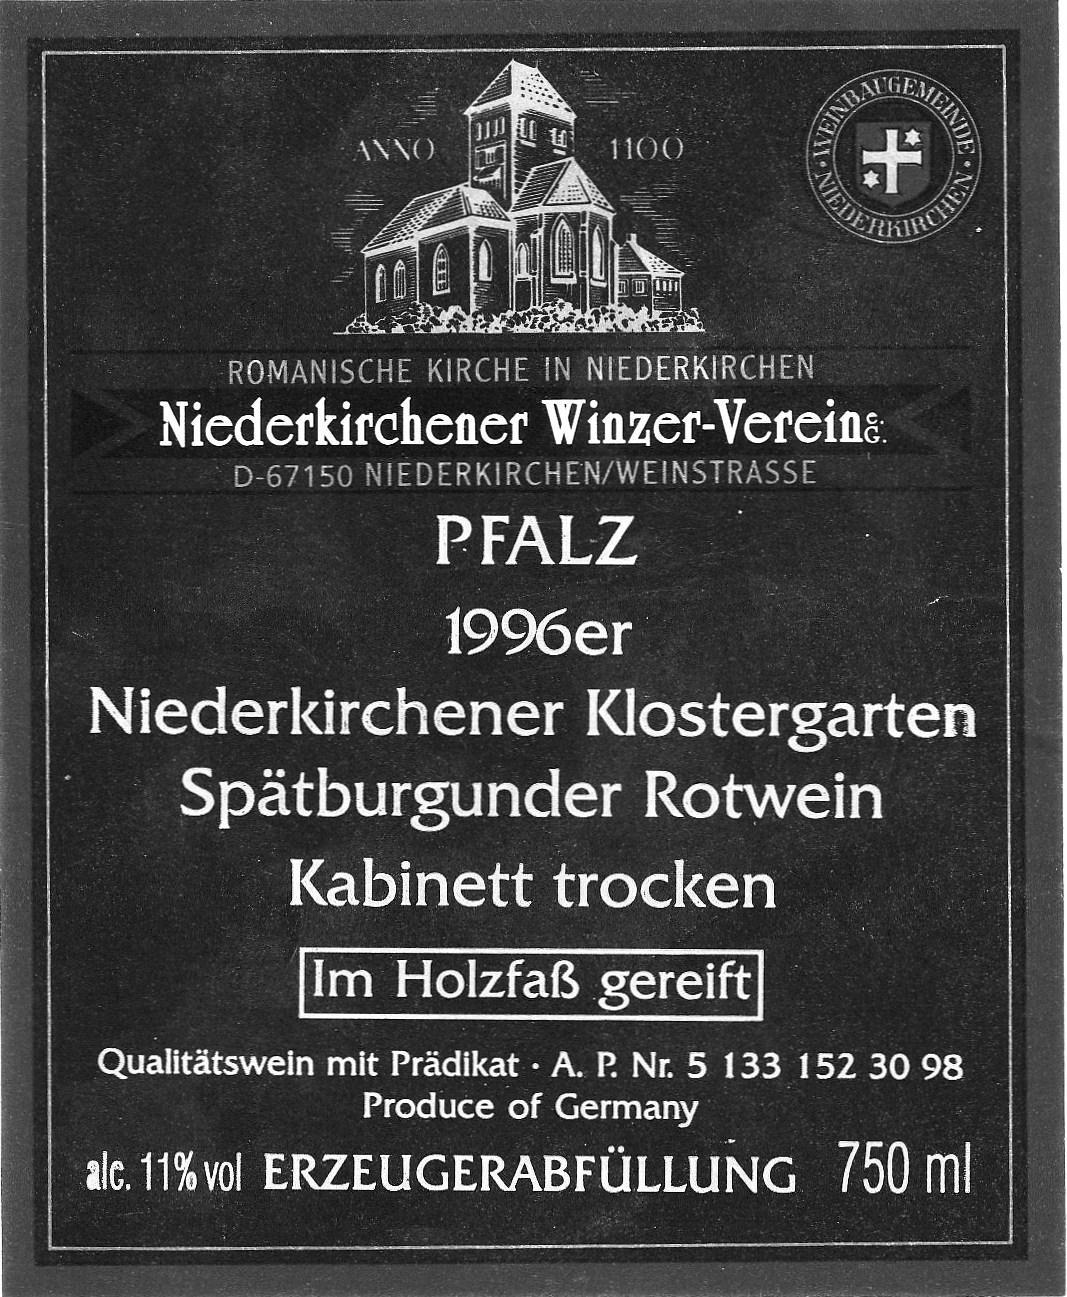 ANNO 1100
· WEINBAUGEMEINDE · NIEDERKIRCHEN
ROMANISCHE KIRCHE IN NIEDERKIRCHEN
Niederkirchener Winzer-Verein e.G.
D-67150 NIEDERKIRCHEN/WEINSTRASSE
PFALZ
1996er
Niederkirchener Klostergarten
Spätburgunder Rotwein
Kabinett trocken
Im Holzfaß gereift
Qualitätswein mit Prädikat · A. P. Nr. 5 133 152 30 98
Produce of Germany
alc. 11% vol ERZEUGERABFÜLLUNG 750 ml